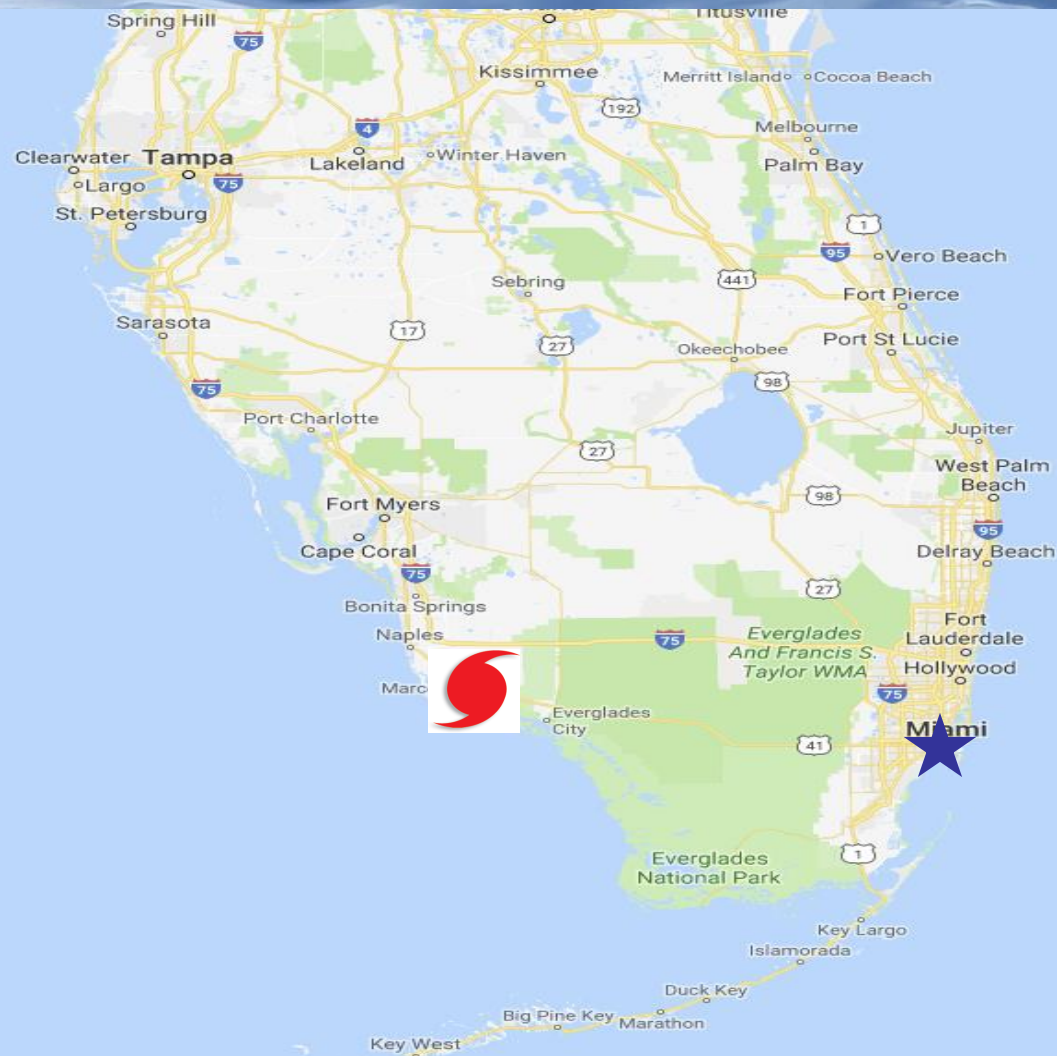 Titusville
Spring Hill
75
Kissimmee
Merritt Island
Cocoa Beach
192
4
Melbourne
Clearwater
Tampa
Lakeland
Winter Haven
Palm Bay
Largo
75
St. Petersburg
1
95
Vero Beach
Sebring
441
Fort Pierce
Sarasota
17
27
Okeechobee
Port St Lucie
98
75
Port Charlotte
Jupiter
27
West Palm
Beach
98
Fort Myers
95
Cape Coral
Delray Beach
75
27
Bonita Springs
Naples
75
Everglades
And Francis S.
Taylor WMA
Fort
Lauderdale
Hollywood
Marc
75
Everglades
City
41
Miami
1
Everglades
National Park
Key Largo
Islamorada
Duck Key
Big Pine Key
Marathon
Key West